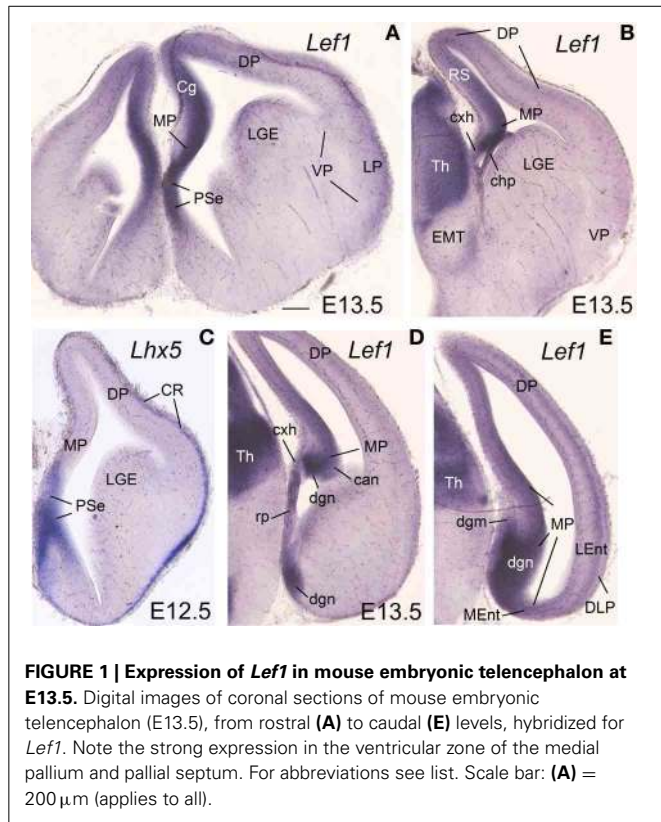 Lef1 A
DP
Cg
MP
LGE
VP
LP
PSe
E13.5
DP Lef1 B
RS
cxh
MP
Th
LGE
chp
EMT
VP
E13.5
Lhx5 C
DP
CR
MP
LGE
PSe
E12.5
Lef1 D
DP
cxh
Th
MP
can
dgn
rp
dgn
E13.5
Lef1 E
DP
Th
dgm
MP
dgn
LEnt
MEnt
DLP
FIGURE 1 | Expression of Lef1 in mouse embryonic telencephalon at
E13.5. Digital images of coronal sections of mouse embryonic
telencephalon (E13.5), from rostral (A) to caudal (E) levels, hybridized for
Lef1. Note the strong expression in the ventricular zone of the medial
pallium and pallial septum. For abbreviations see list. Scale bar: (A) =
200 μm (applies to all).